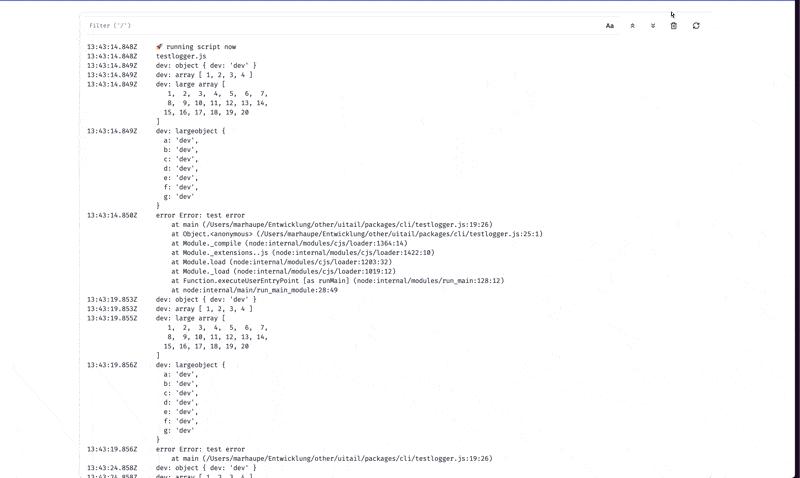 Filter ('/')    Aa
13:43:14.848Z    🚀 running script now
13:43:14.848Z    testlogger.js
13:43:14.849Z    dev: object { dev: 'dev' }
13:43:14.849Z    dev: array [ 1, 2, 3, 4 ]
13:43:14.849Z    dev: large array [
1,  2,  3,  4,  5,  6,  7,
8,  9, 10, 11, 12, 13, 14,
15, 16, 17, 18, 19, 20
]
13:43:14.849Z    dev: largeobject {
a: 'dev',
b: 'dev',
c: 'dev',
d: 'dev',
e: 'dev',
f: 'dev',
g: 'dev'
}
13:43:14.850Z    error Error: test error
at main (/Users/marhaupe/Entwicklung/other/uitail/packages/cli/testlogger.js:19:26)
at Object.<anonymous> (/Users/marhaupe/Entwicklung/other/uitail/packages/cli/testlogger.js:25:1)
at Module._compile (node:internal/modules/cjs/loader:1364:14)
at Module._extensions..js (node:internal/modules/cjs/loader:1422:10)
at Module.load (node:internal/modules/cjs/loader:1203:32)
at Module._load (node:internal/modules/cjs/loader:1019:12)
at Function.executeUserEntryPoint [as runMain] (node:internal/modules/run_main:128:12)
at node:internal/main/run_main_module:28:49
13:43:19.853Z    dev: object { dev: 'dev' }
13:43:19.853Z    dev: array [ 1, 2, 3, 4 ]
13:43:19.855Z    dev: large array [
1,  2,  3,  4,  5,  6,  7,
8,  9, 10, 11, 12, 13, 14,
15, 16, 17, 18, 19, 20
]
13:43:19.856Z    dev: largeobject {
a: 'dev',
b: 'dev',
c: 'dev',
d: 'dev',
e: 'dev',
f: 'dev',
g: 'dev'
}
13:43:19.856Z    error Error: test error
at main (/Users/marhaupe/Entwicklung/other/uitail/packages/cli/testlogger.js:19:26)
13:43:24.858Z    dev: object { dev: 'dev' }
13:43:24.858Z    dev: array [ 1, 2, 3, 4 ]